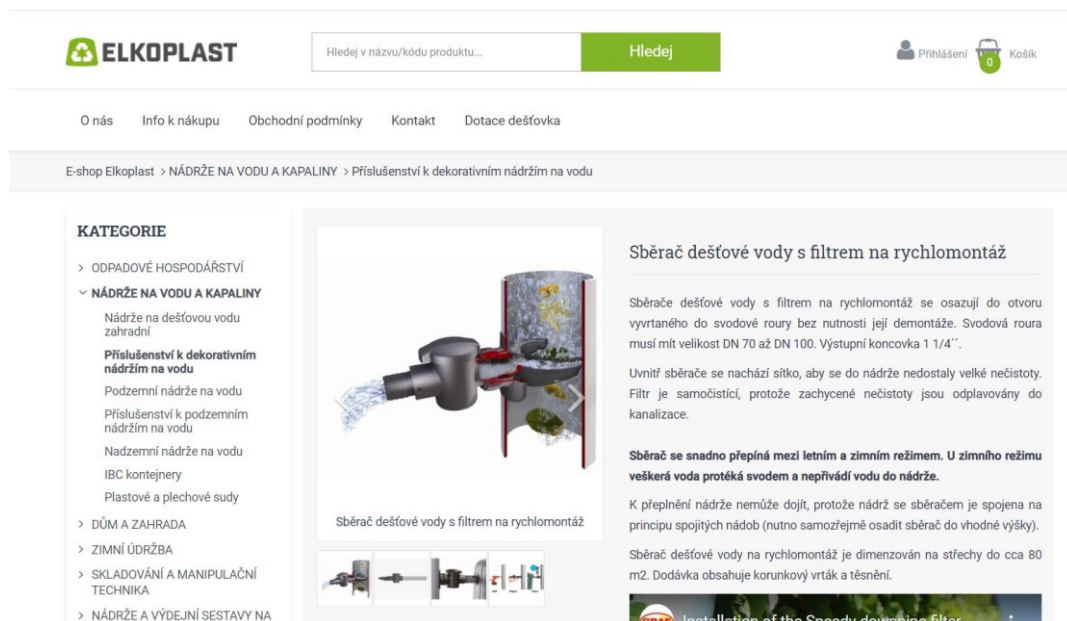 ELKOPLAST
Hledej v názvu/kódu produktu...
Hledej
Přihlášení
0
Košík
O nás
Info k nákupu
Obchodní podmínky
Kontakt
Dotace dešťovka
E-shop Elkoplast > NÁDRŽE NA VODU A KAPALINY > Příslušenství k dekorativním nádržím na vodu
KATEGORIE
> ODPADOVÉ HOSPODÁŘSTVÍ
NÁDRŽE NA VODU A KAPALINY
Nádrže na dešťovou vodu
zahradní
Příslušenství k dekorativním
nádržím na vodu
Podzemní nádrže na vodu
Příslušenství k podzemním
nádržím na vodu
Nadzemní nádrže na vodu
IBC kontejnery
Plastové a plechové sudy
> DŮM A ZAHRADA
> ZIMNÍ ÚDRŽBA
> SKLADOVÁNÍ A MANIPULAČNÍ
TECHNIKA
> NÁDRŽE A VÝDEJNÍ SESTAVY NA
Sběrač dešťové vody s filtrem na rychlomontáž
Sběrač dešťové vody s filtrem na rychlomontáž
Sběrače dešťové vody s filtrem na rychlomontáž se osazují do otvoru
vyvrtaného do svodové roury bez nutnosti její demontáže. Svodová roura
musí mít velikost DN 70 až DN 100. Výstupní koncovka 1 1/4´´.
Uvnitř sběrače se nachází sítko, aby se do nádrže nedostaly velké nečistoty.
Filtr je samočistící, protože zachycené nečistoty jsou odplavovány do
kanalizace.
Sběrač se snadno přepíná mezi letním a zimním režimem. U zimního režimu
veškerá voda protéká svodem a nepřivádí vodu do nádrže.
K přeplnění nádrže nemůže dojít, protože nádrž se sběračem je spojena na
principu spojitých nádob (nutno samozřejmě osadit sběrač do vhodné výšky).
Sběrač dešťové vody na rychlomontáž je dimenzován na střechy do cca 80
m2. Dodávka obsahuje korunkový vrták a těsnění.
GRAF
Installation of the Speedy downpipe filter